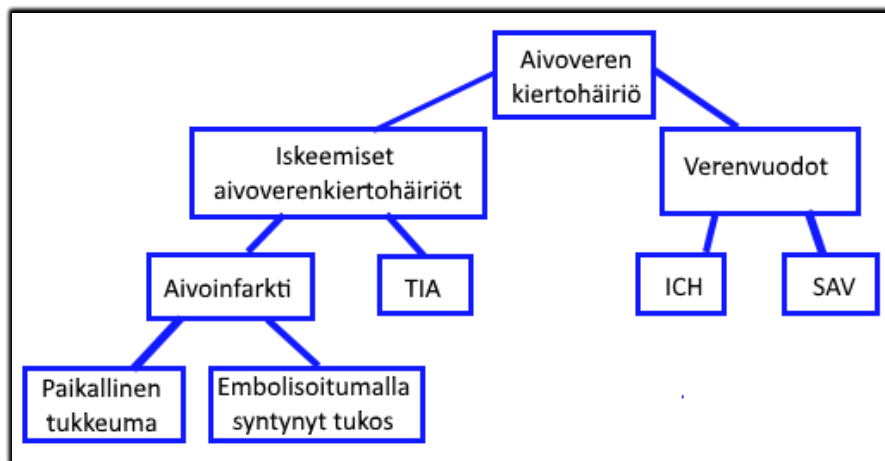 Aivoveren
kiertohäiriö
Iskeemiset
aivoverenkiertohäiriöt
Verenvuodot
Aivoinfarkti
TIA
ICH
SAV
Paikallinen
tukkeuma
Embolisoitumalla
syntynyt tukos